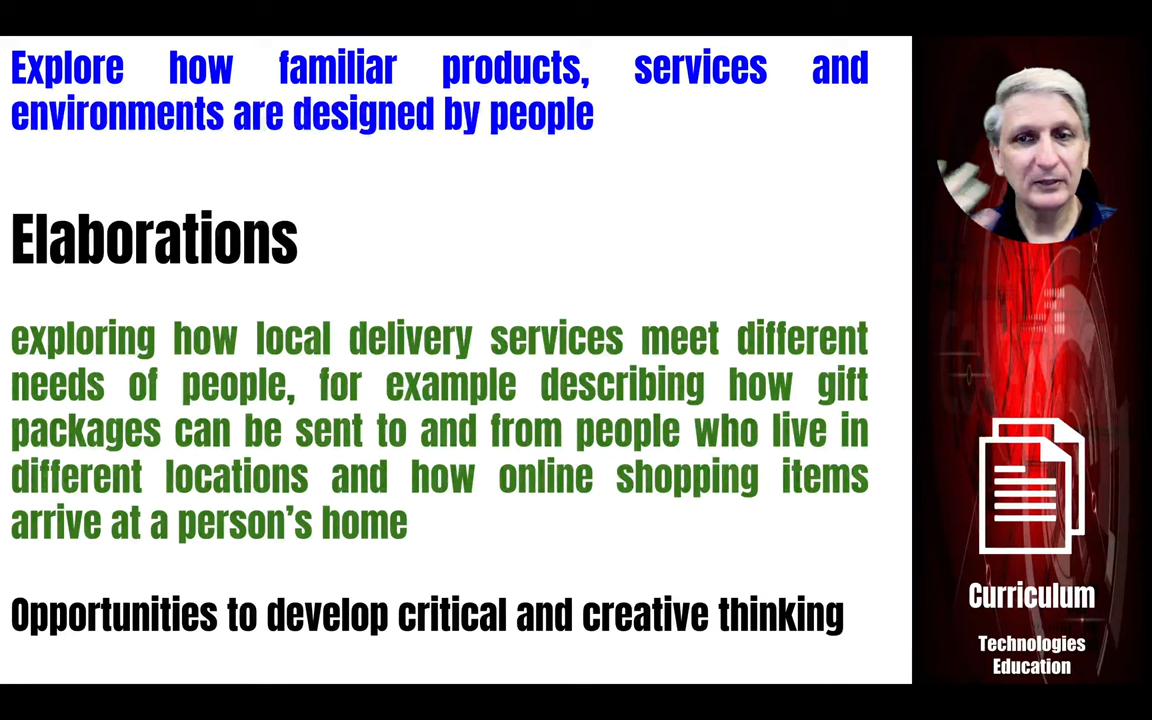 Explore how familiar products, services and
environments are designed by people
Elaborations
exploring how local delivery services meet different
needs of people, for example describing how gift
packages can be sent to and from people who live in
different locations and how online shopping items
arrive at a person’s home
Opportunities to develop critical and creative thinking
Curriculum
Technologies
Education